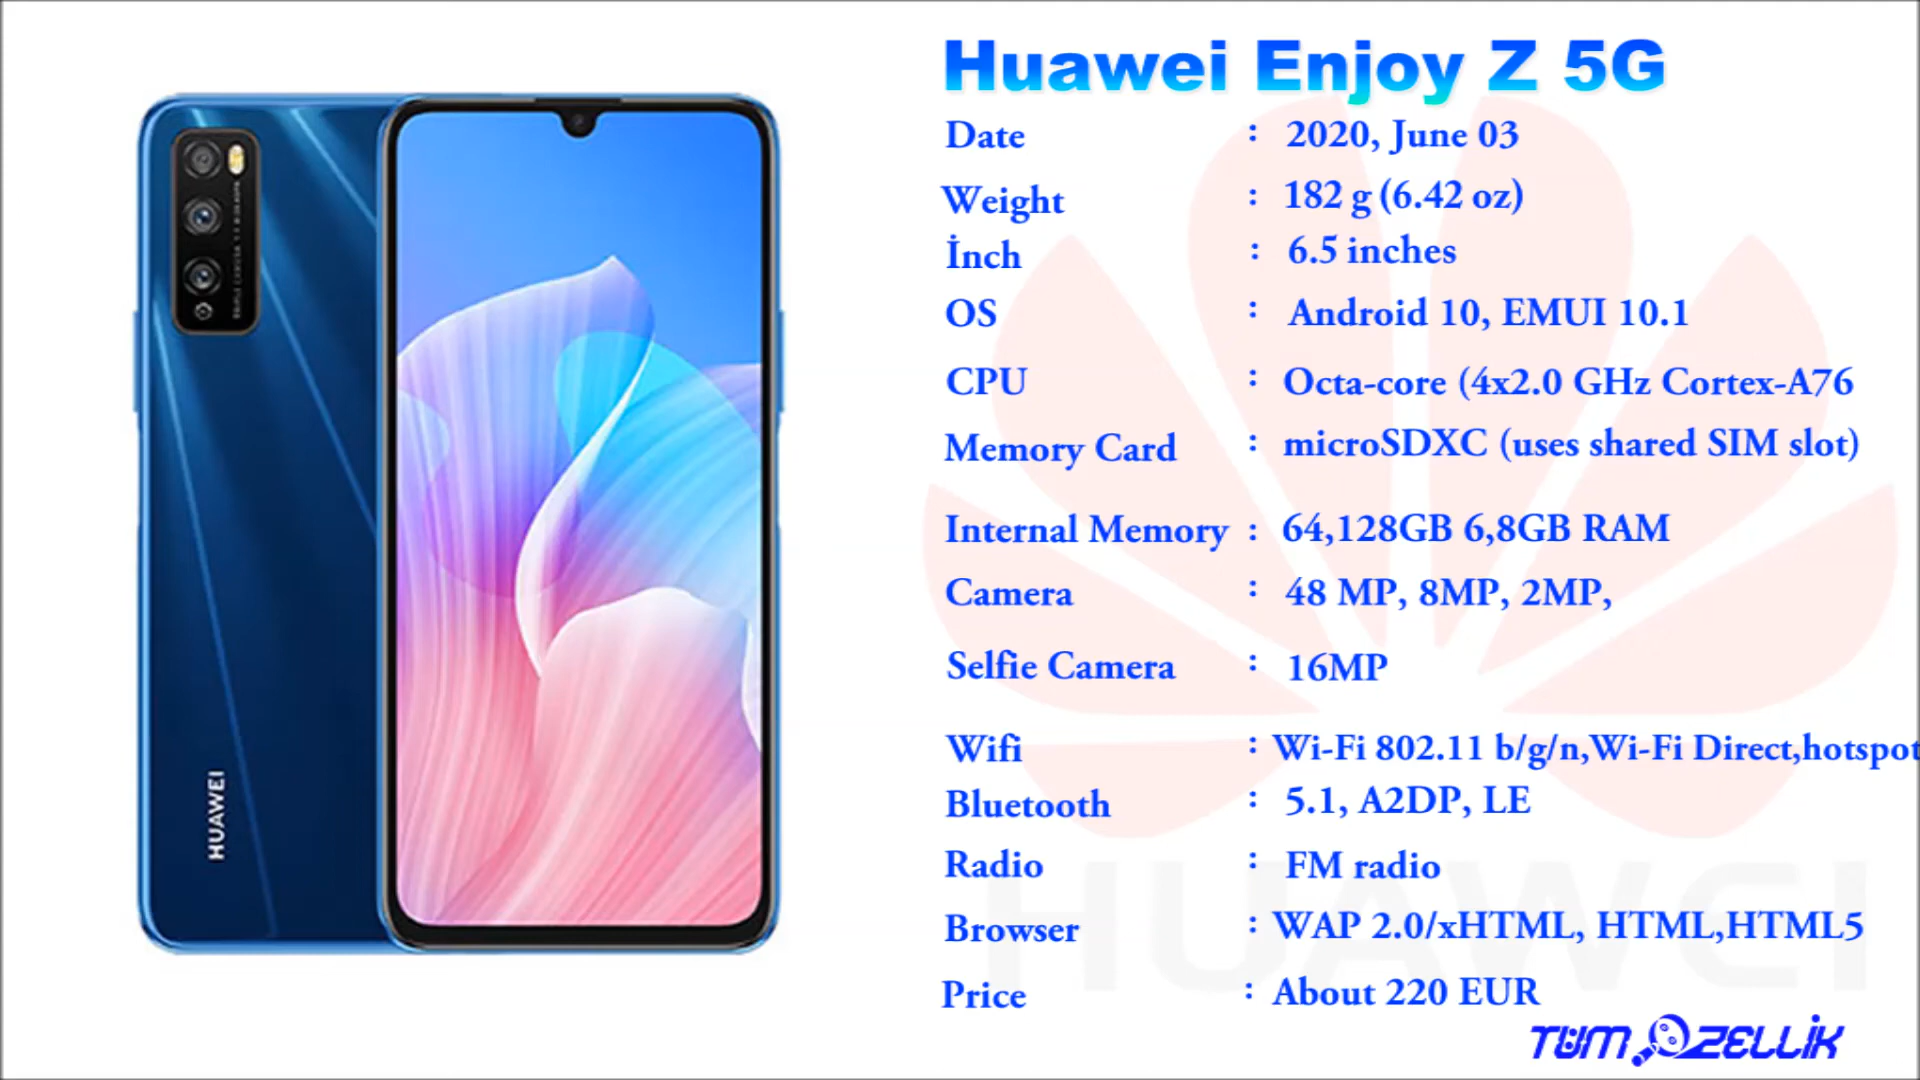 Huawei Enjoy Z 5G
Date : 2020, June 03
Weight : 182 g (6.42 oz)
İnch : 6.5 inches
OS : Android 10, EMUI 10.1
CPU : Octa-core (4x2.0 GHz Cortex-A76
Memory Card : microSDXC (uses shared SIM slot)
Internal Memory : 64,128GB 6,8GB RAM
Camera : 48 MP, 8MP, 2MP,
Selfie Camera : 16MP
Wifi : Wi-Fi 802.11 b/g/n,Wi-Fi Direct,hotspot
Bluetooth : 5.1, A2DP, LE
Radio : FM radio
Browser : WAP 2.0/xHTML, HTML,HTML5
Price : About 220 EUR
HUAWEI
HUAWEI
TÜM ÖZELLİK